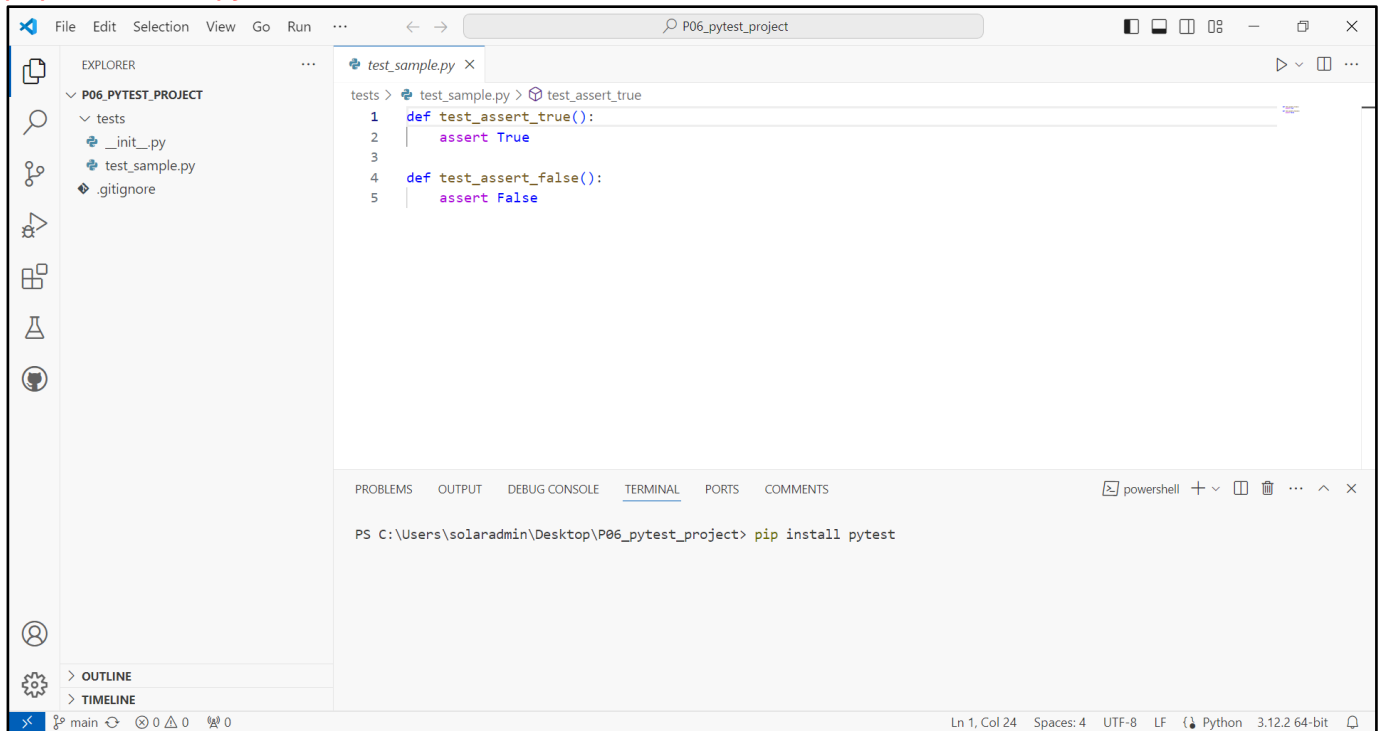 File Edit Selection View Go Run ···
P06_pytest_project
EXPLORER ···
P06_PYTEST_PROJECT
tests
__init__.py
test_sample.py
.gitignore
OUTLINE
TIMELINE
test_sample.py
tests > test_sample.py > test_assert_true
1 def test_assert_true():
2     assert True
3
4 def test_assert_false():
5     assert False
PROBLEMS OUTPUT DEBUG CONSOLE TERMINAL PORTS COMMENTS
powershell
PS C:\Users\solaradmin\Desktop\P06_pytest_project> pip install pytest
main 0 0 0 Ln 1, Col 24 Spaces: 4 UTF-8 LF Python 3.12.2 64-bit